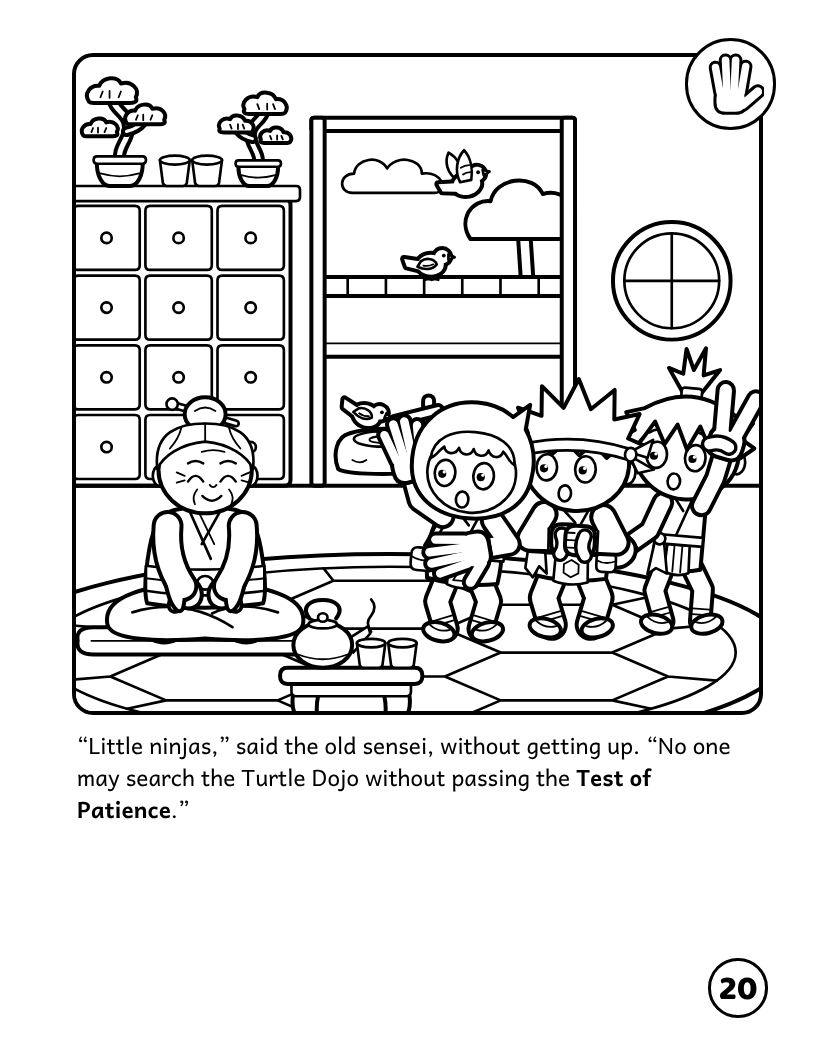 “Little ninjas,” said the old sensei, without getting up. “No one
may search the Turtle Dojo without passing the Test of
Patience.”
20